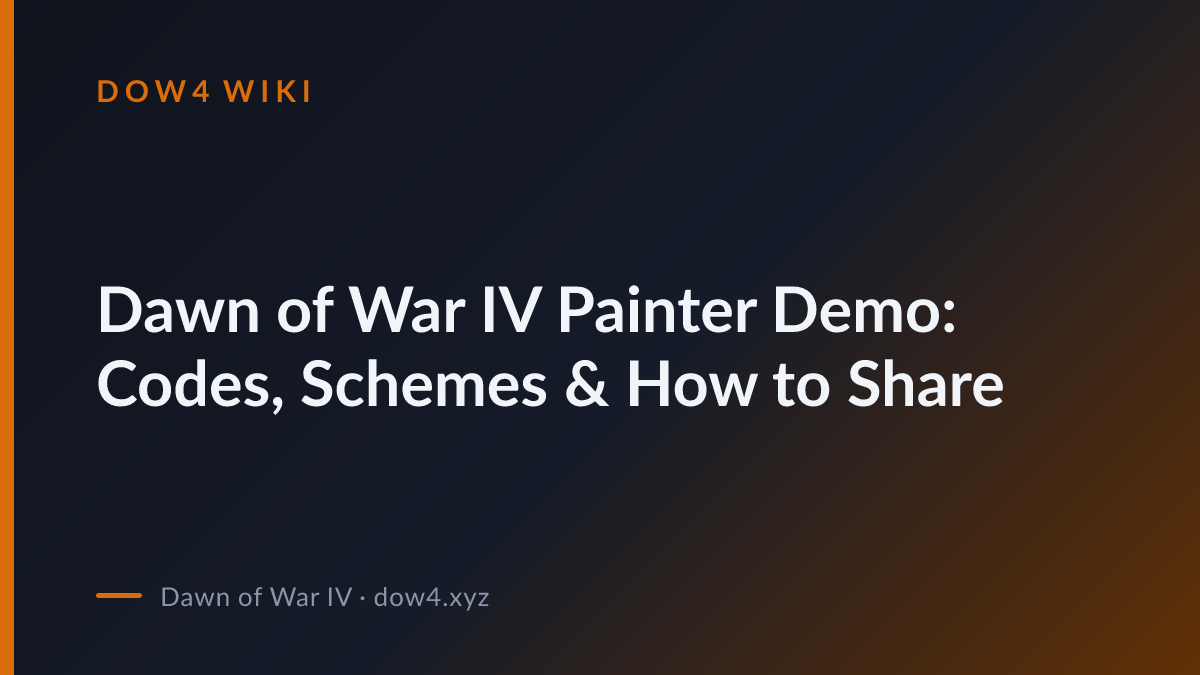 DOW4 WIKI
Dawn of War IV Painter Demo:
Codes, Schemes & How to Share
Dawn of War IV · dow4.xyz